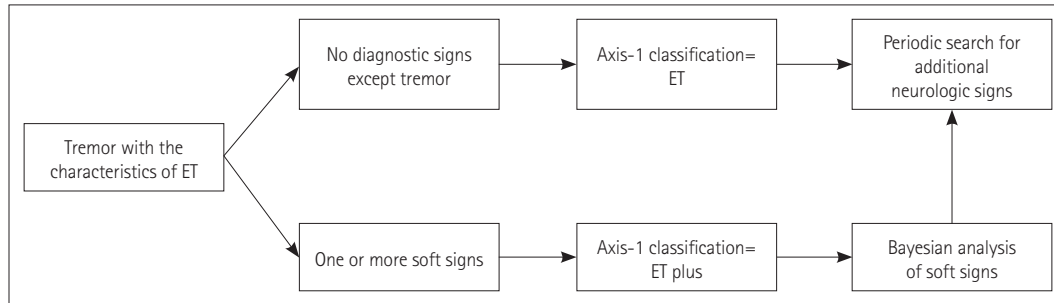 No diagnostic signs
except tremor
Axis-1 classification=
ET
Periodic search for
additional
neurologic signs
Tremor with the
characteristics of ET
One or more soft signs
Axis-1 classification=
ET plus
Bayesian analysis
of soft signs